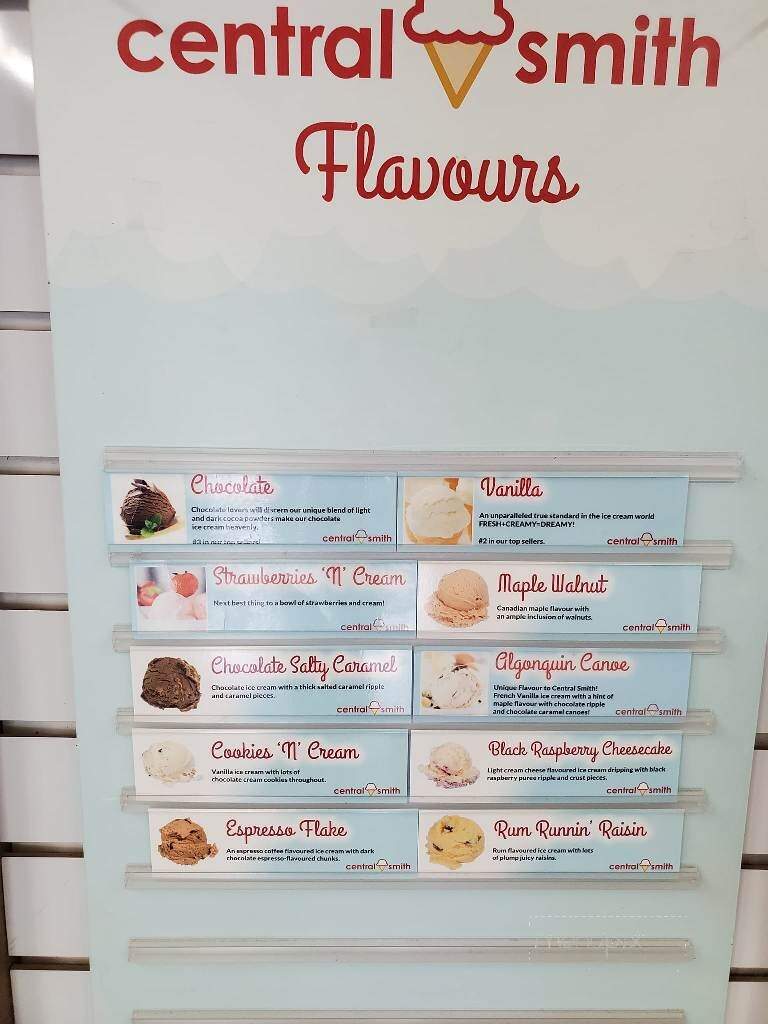 central smith
Flavours
Chocolate
Chocolate lovers will discern our unique blend of light
and dark cocoa powders make our chocolate
ice cream heavenly.
#3 in our top sellers!
central smith
Vanilla
An unparalleled true standard in the ice cream world
FRESH+CREAMY=DREAMY!
#2 in our top sellers.
central smith
Strawberries 'N' Cream
Next best thing to a bowl of strawberries and cream!
central smith
Maple Walnut
Canadian maple flavour with
an ample inclusion of walnuts.
central smith
Chocolate Salty Caramel
Chocolate ice cream with a thick salted caramel ripple
and caramel pieces.
central smith
Algonquin Canoe
Unique Flavour to Central Smith!
French Vanilla ice cream with a hint of
maple flavour with chocolate ripple
and chocolate caramel canoes!
central smith
Cookies 'N' Cream
Vanilla ice cream with lots of
chocolate cream cookies throughout.
central smith
Black Raspberry Cheesecake
Light cream cheese flavoured ice cream dripping with black
raspberry puree ripple and crust pieces.
central smith
Espresso Flake
An espresso coffee flavoured ice cream with dark
chocolate espresso-flavoured chunks.
central smith
Rum Runnin' Raisin
Rum flavoured ice cream with lots
of plump juicy raisins.
central smith
menupix